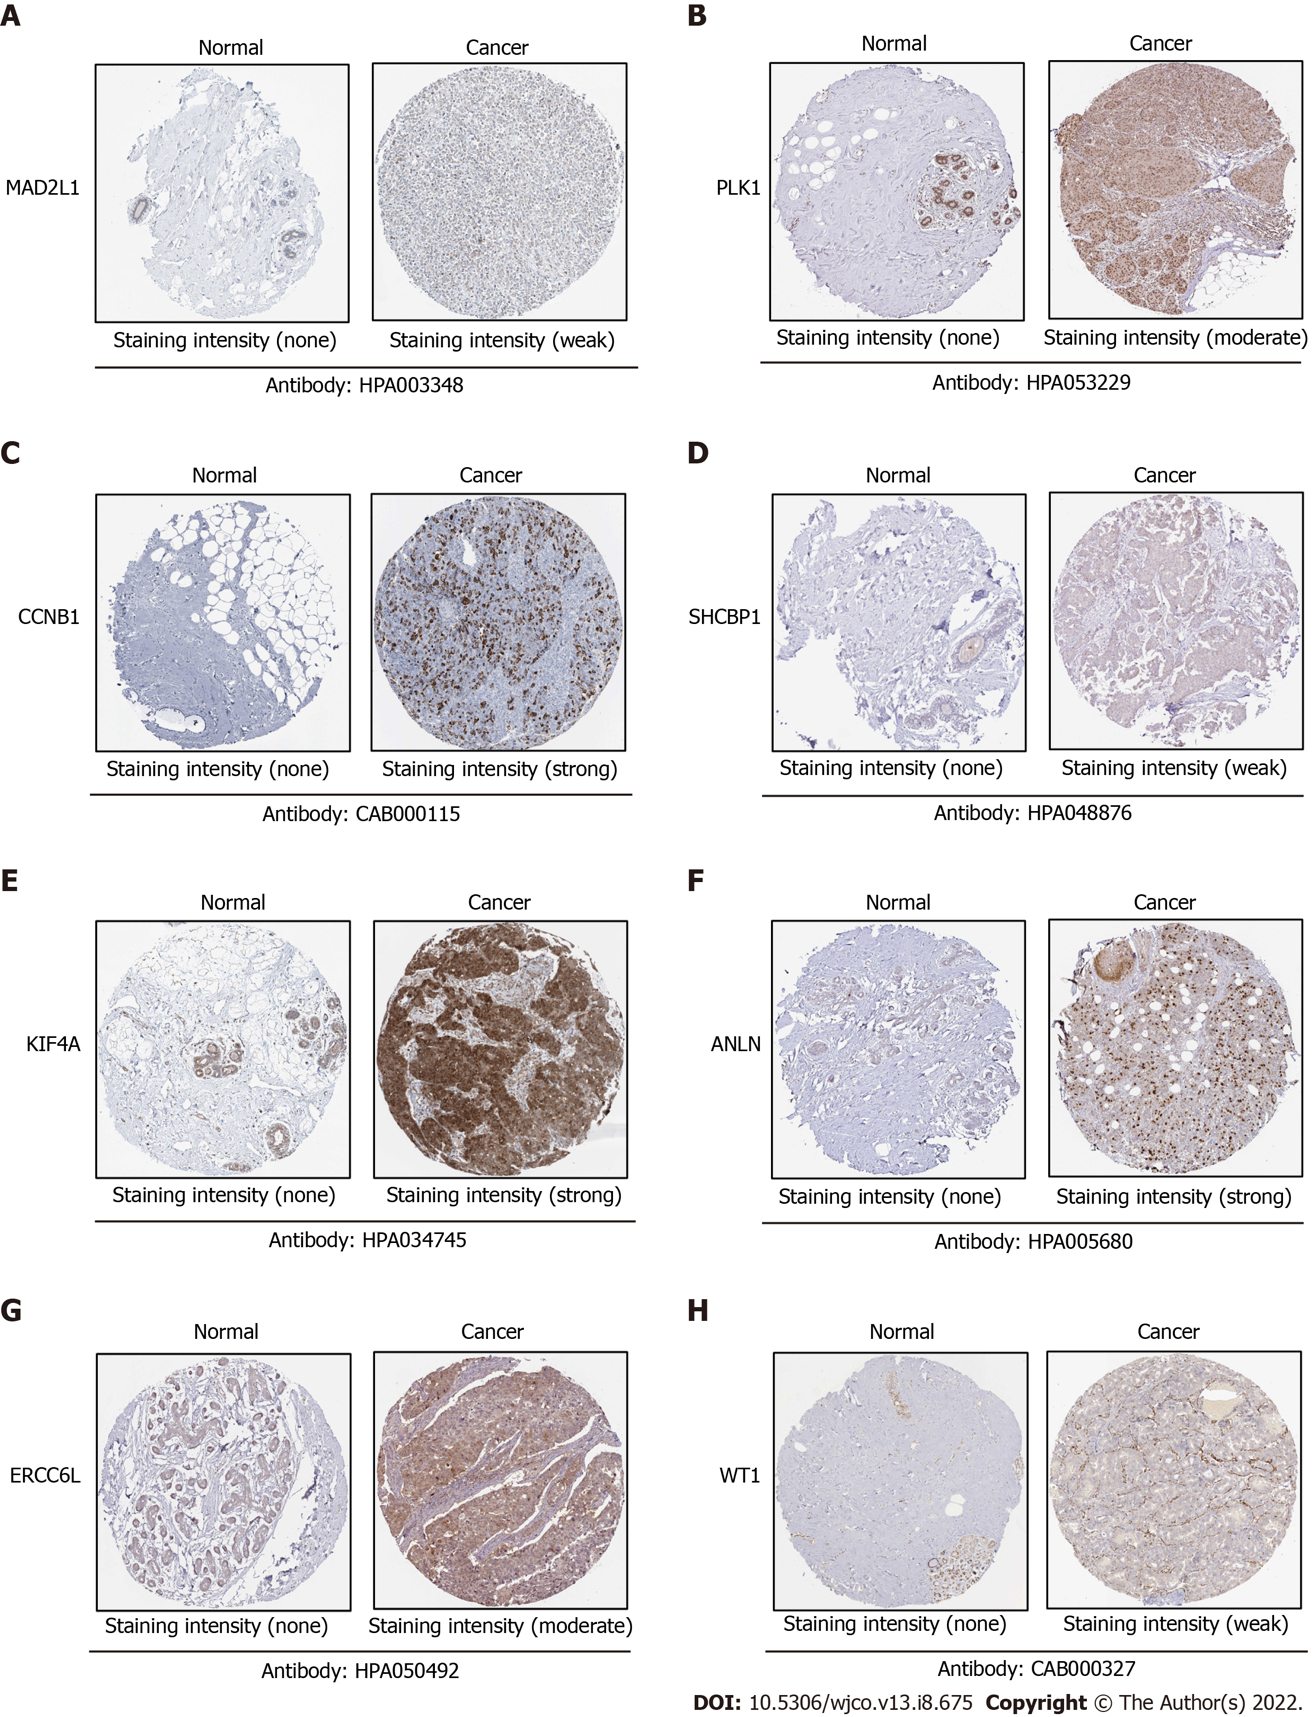 A
Normal Cancer
MAD2L1
Staining intensity (none) Staining intensity (weak)
Antibody: HPA003348
B
Normal Cancer
PLK1
Staining intensity (none) Staining intensity (moderate)
Antibody: HPA053229
C
Normal Cancer
CCNB1
Staining intensity (none) Staining intensity (strong)
Antibody: CAB000115
D
Normal Cancer
SHCBP1
Staining intensity (none) Staining intensity (weak)
Antibody: HPA048876
E
Normal Cancer
KIF4A
Staining intensity (none) Staining intensity (strong)
Antibody: HPA034745
F
Normal Cancer
ANLN
Staining intensity (none) Staining intensity (strong)
Antibody: HPA005680
G
Normal Cancer
ERCC6L
Staining intensity (none) Staining intensity (moderate)
Antibody: HPA050492
H
Normal Cancer
WT1
Staining intensity (none) Staining intensity (weak)
Antibody: CAB000327
DOI: 10.5306/wjco.v13.i8.675 Copyright © The Author(s) 2022.